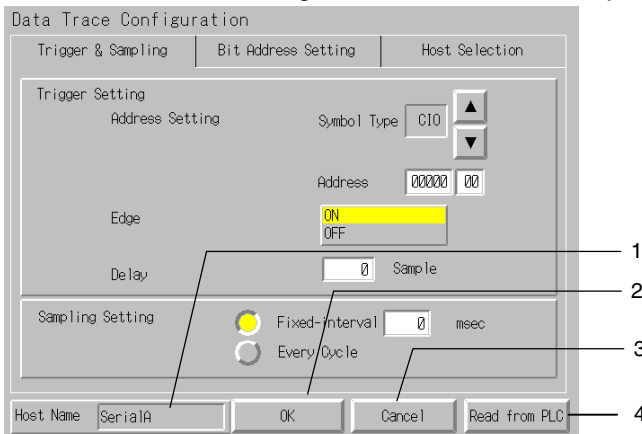 Data Trace Configuration
Trigger & Sampling Bit Address Setting Host Selection
Trigger Setting
Address Setting Symbol Type CIO ▲
▼
Address 00000 00
Edge ON
OFF
1
Delay 0 Sample
2
Sampling Setting Fixed-interval 0 msec
Every Cycle 3
Host Name SerialA OK Cancel Read from PLC 4